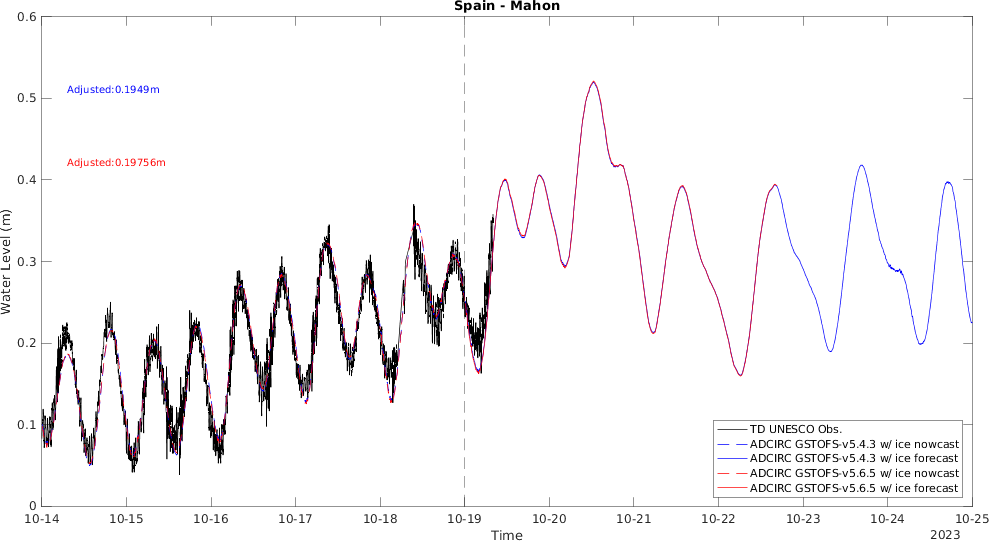 Spain - Mahon
0.6
0.5
0.4
0.3
0.2
0.1
0
Water Level (m)
Adjusted:0.1949m
Adjusted:0.19756m
TD UNESCO Obs.
ADCIRC GSTOFS-v5.4.3 w/ ice nowcast
ADCIRC GSTOFS-v5.4.3 w/ ice forecast
ADCIRC GSTOFS-v5.6.5 w/ ice nowcast
ADCIRC GSTOFS-v5.6.5 w/ ice forecast
10-14 10-15 10-16 10-17 10-18 10-19 10-20 10-21 10-22 10-23 10-24 10-25
Time
2023